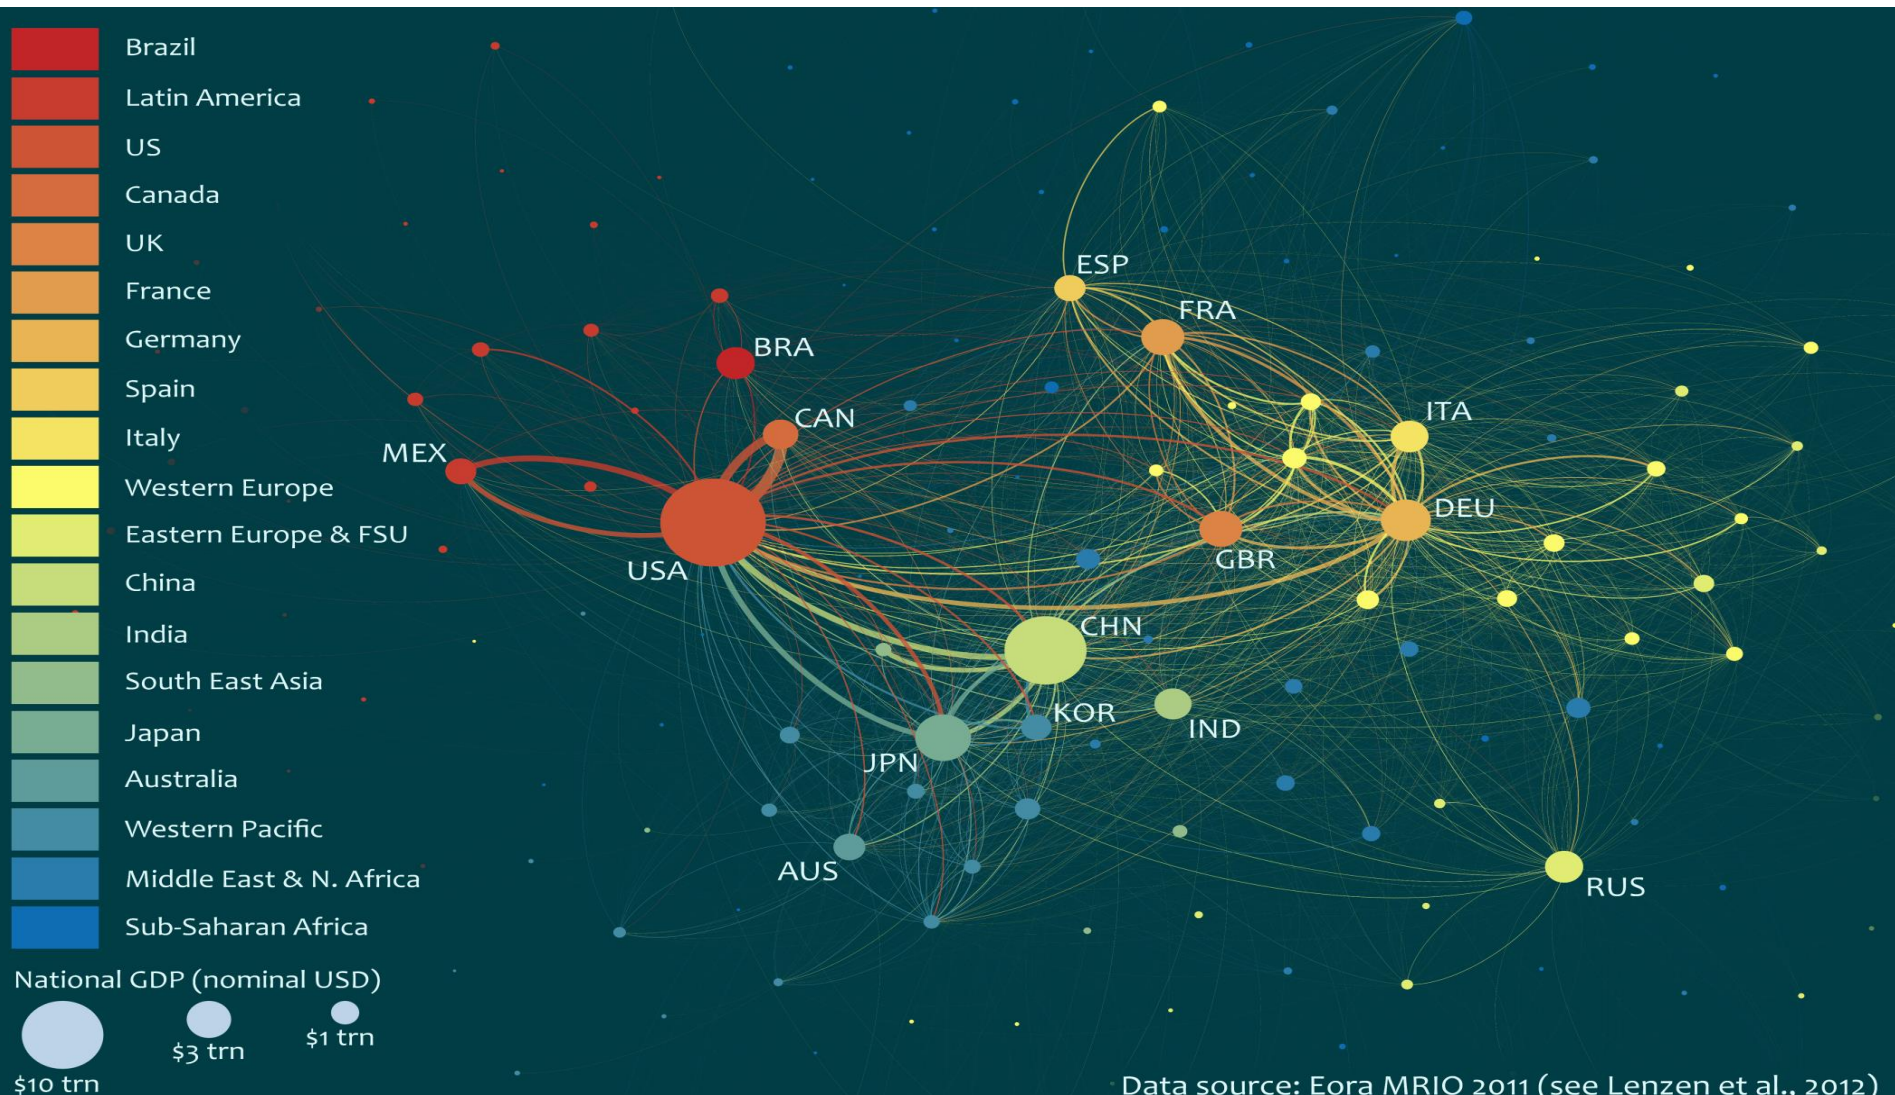 Brazil
Latin America
US
Canada
UK
France
Germany
Spain
Italy
Western Europe
Eastern Europe & FSU
China
India
South East Asia
Japan
Australia
Western Pacific
Middle East & N. Africa
Sub-Saharan Africa
National GDP (nominal USD)
$10 trn
$3 trn
$1 trn
ESP
FRA
BRA
CAN
ITA
MEX
DEU
USA
GBR
CHN
KOR
IND
JPN
AUS
RUS
Data source: Eora MRIO 2011 (see Lenzen et al., 2012)